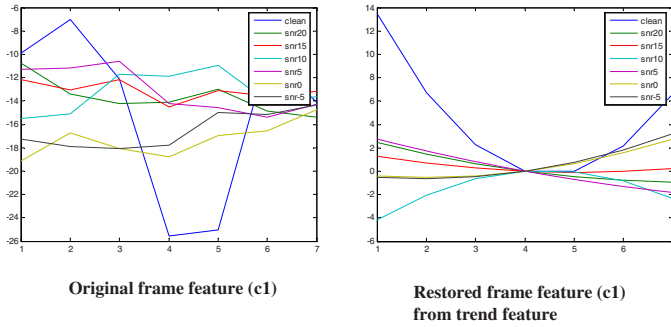 -6
-8
-10
-12
-14
-16
-18
-20
-22
-24
-26
1 2 3 4 5 6 7
clean
snr20
snr15
snr10
snr5
snr0
snr-5
Original frame feature (c1)
14
12
10
8
6
4
2
0
-2
-4
-6
1 2 3 4 5 6
clean
snr20
snr15
snr10
snr5
snr0
snr-5
Restored frame feature (c1)
from trend feature